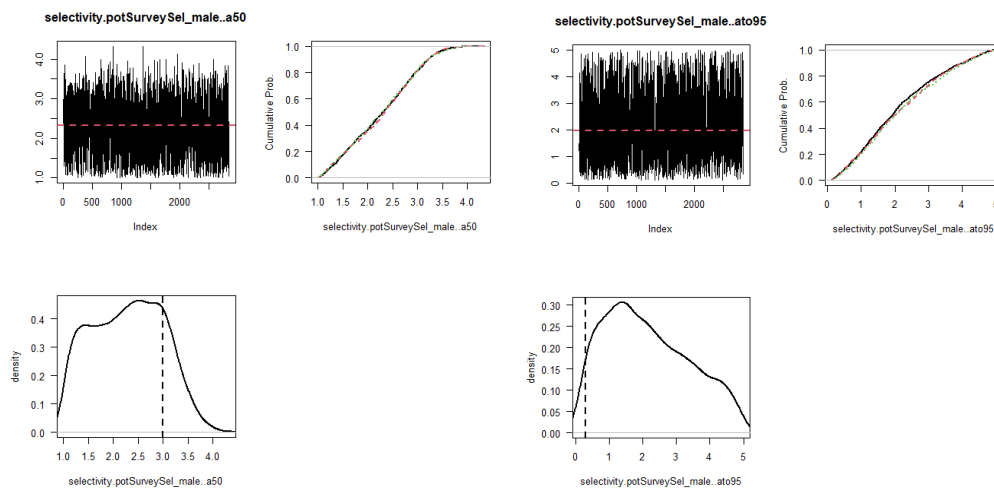 selectivity.potSurveySel_male..a50
1.0 2.0 3.0 4.0
0 500 1000 2000
Index
Cumulative Prob.
0.0 0.2 0.4 0.6 0.8 1.0
1.0 1.5 2.0 2.5 3.0 3.5 4.0
selectivity.potSurveySel_male..a50
selectivity.potSurveySel_male..ato95
0 1 2 3 4 5
0 500 1000 2000
Index
Cumulative Prob.
0.0 0.2 0.4 0.6 0.8 1.0
0 1 2 3 4 5
selectivity.potSurveySel_male..ato95
density
0.0 0.1 0.2 0.3 0.4
1.0 1.5 2.0 2.5 3.0 3.5 4.0
selectivity.potSurveySel_male..a50
density
0.00 0.05 0.10 0.15 0.20 0.25 0.30
0 1 2 3 4 5
selectivity.potSurveySel_male..ato95